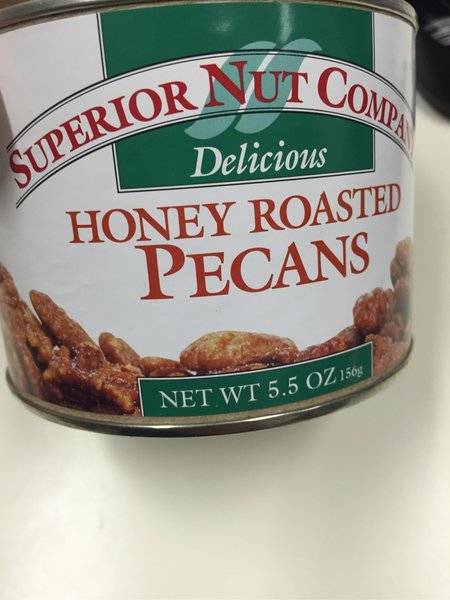 SUPERIOR NUT COMPAN
Delicious
HONEY ROASTED
PECANS
NET WT 5.5 OZ 156g